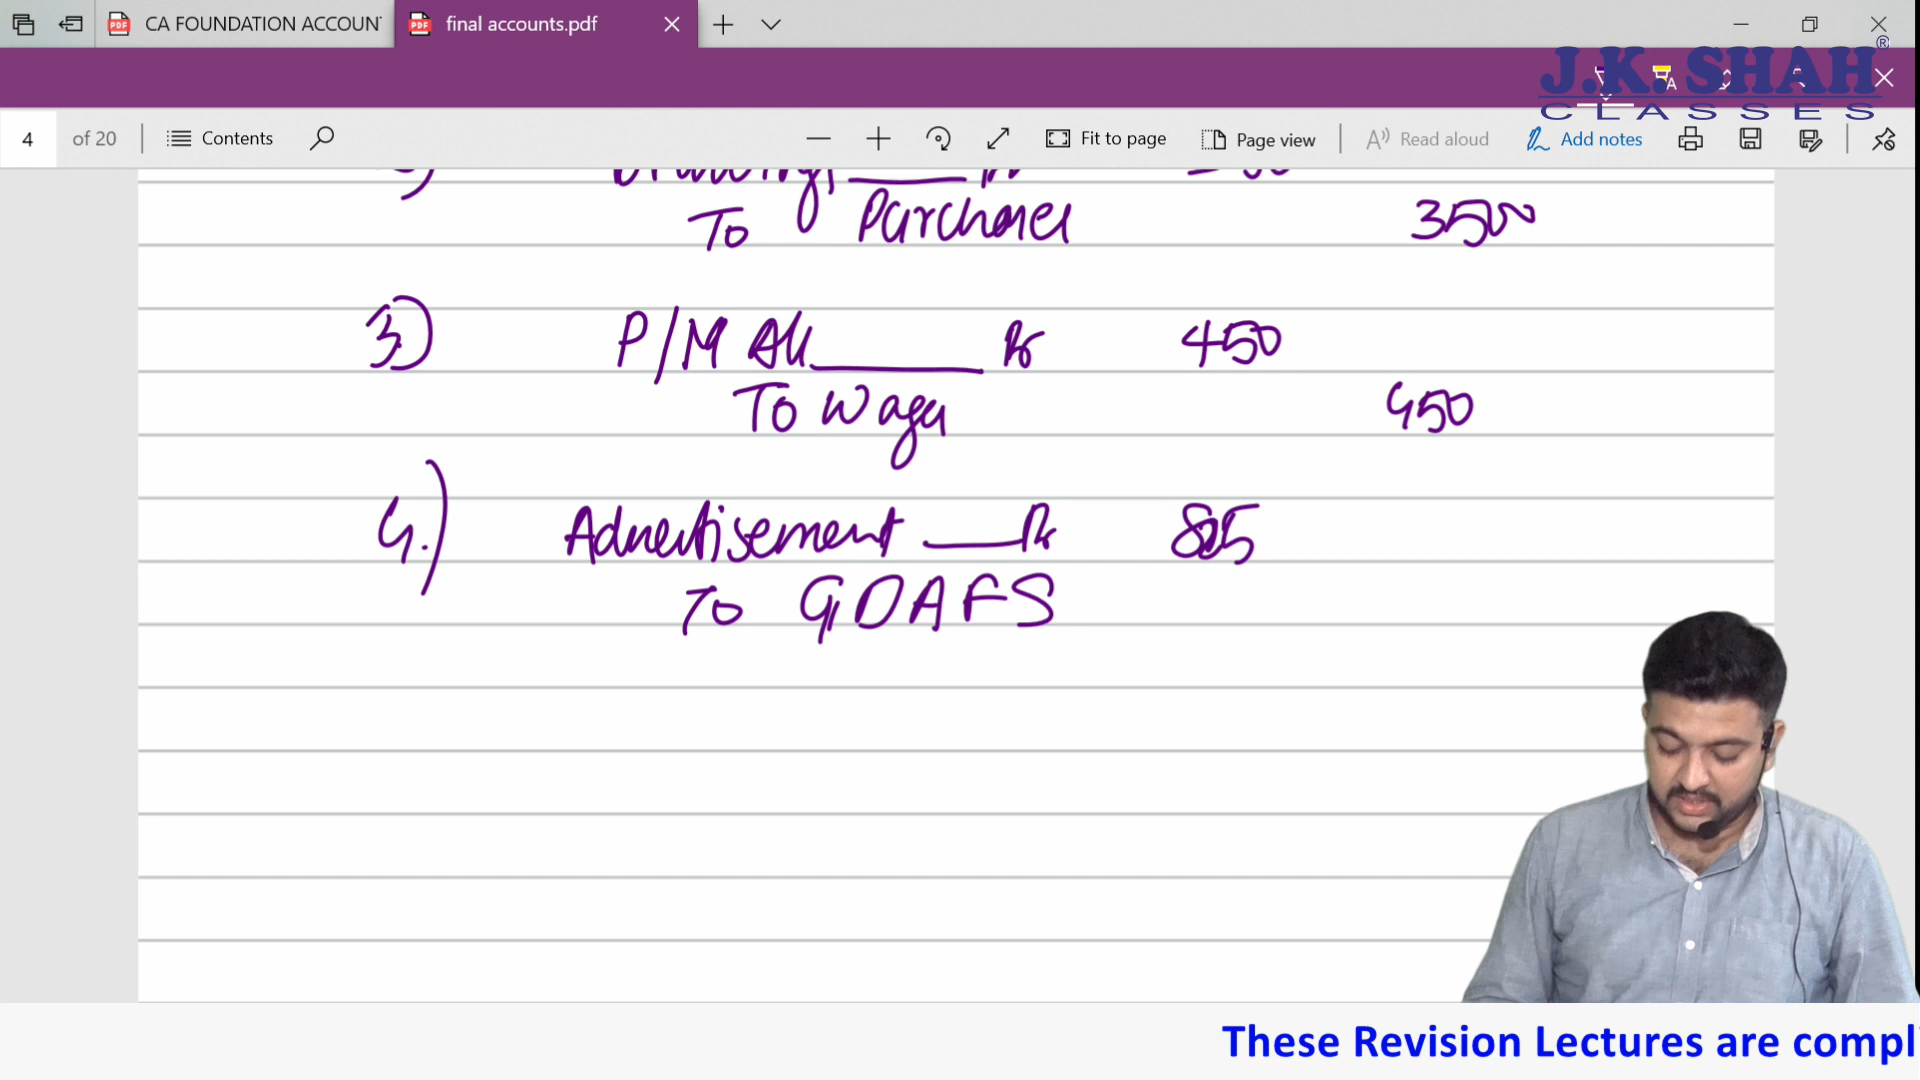 CA FOUNDATION ACCOUN
final accounts.pdf
J.K. SHAH®
CLASSES
4 of 20 Contents Fit to page Page view Read aloud Add notes
To Purchases 3500
3) P/M A/c Dr 450
To Wages 450
4.) Advertisement Dr 825
To GDAFS
These Revision Lectures are compl